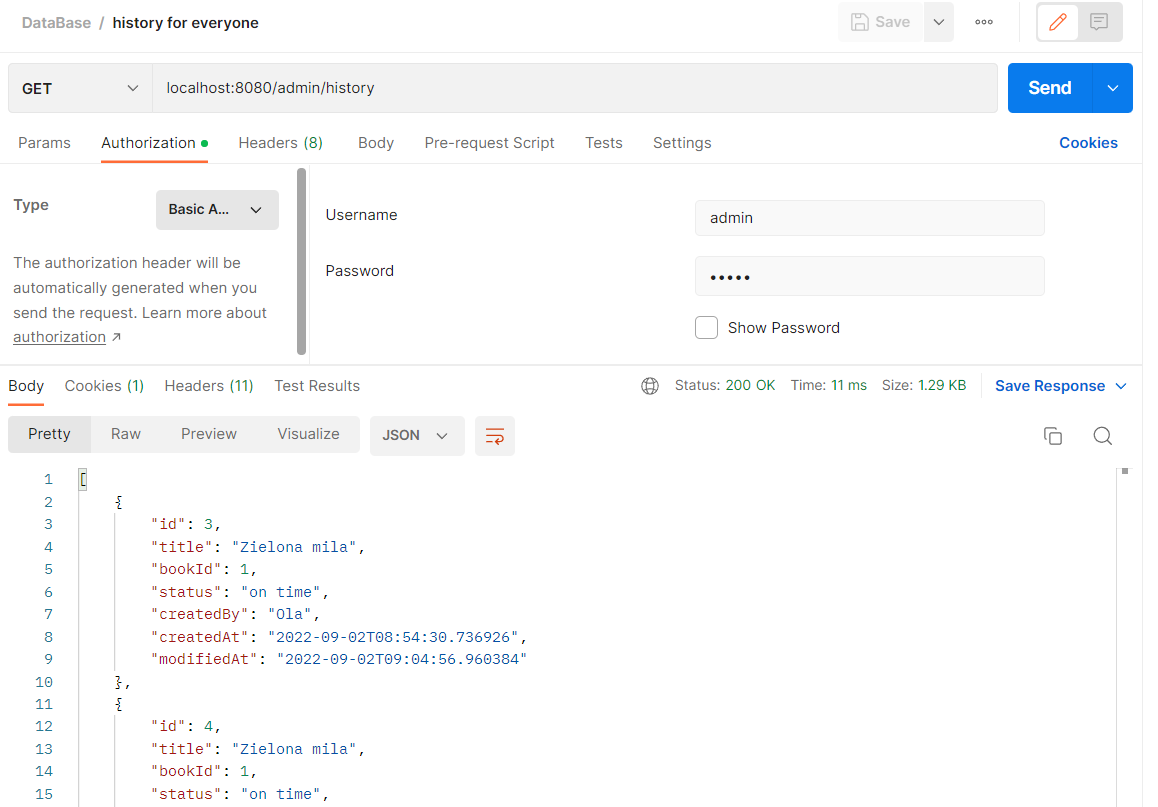 DataBase / history for everyone
Save
GET
localhost:8080/admin/history
Send
Params Authorization Headers (8) Body Pre-request Script Tests Settings Cookies
Type
Basic A...
The authorization header will be
automatically generated when you
send the request. Learn more about
authorization ↗
Username
admin
Password
•••••
Show Password
Body Cookies (1) Headers (11) Test Results
Status: 200 OK Time: 11 ms Size: 1.29 KB Save Response
Pretty Raw Preview Visualize JSON
1 [
2 {
3 "id": 3,
4 "title": "Zielona mila",
5 "bookId": 1,
6 "status": "on time",
7 "createdBy": "Ola",
8 "createdAt": "2022-09-02T08:54:30.736926",
9 "modifiedAt": "2022-09-02T09:04:56.960384"
10 },
11 {
12 "id": 4,
13 "title": "Zielona mila",
14 "bookId": 1,
15 "status": "on time",